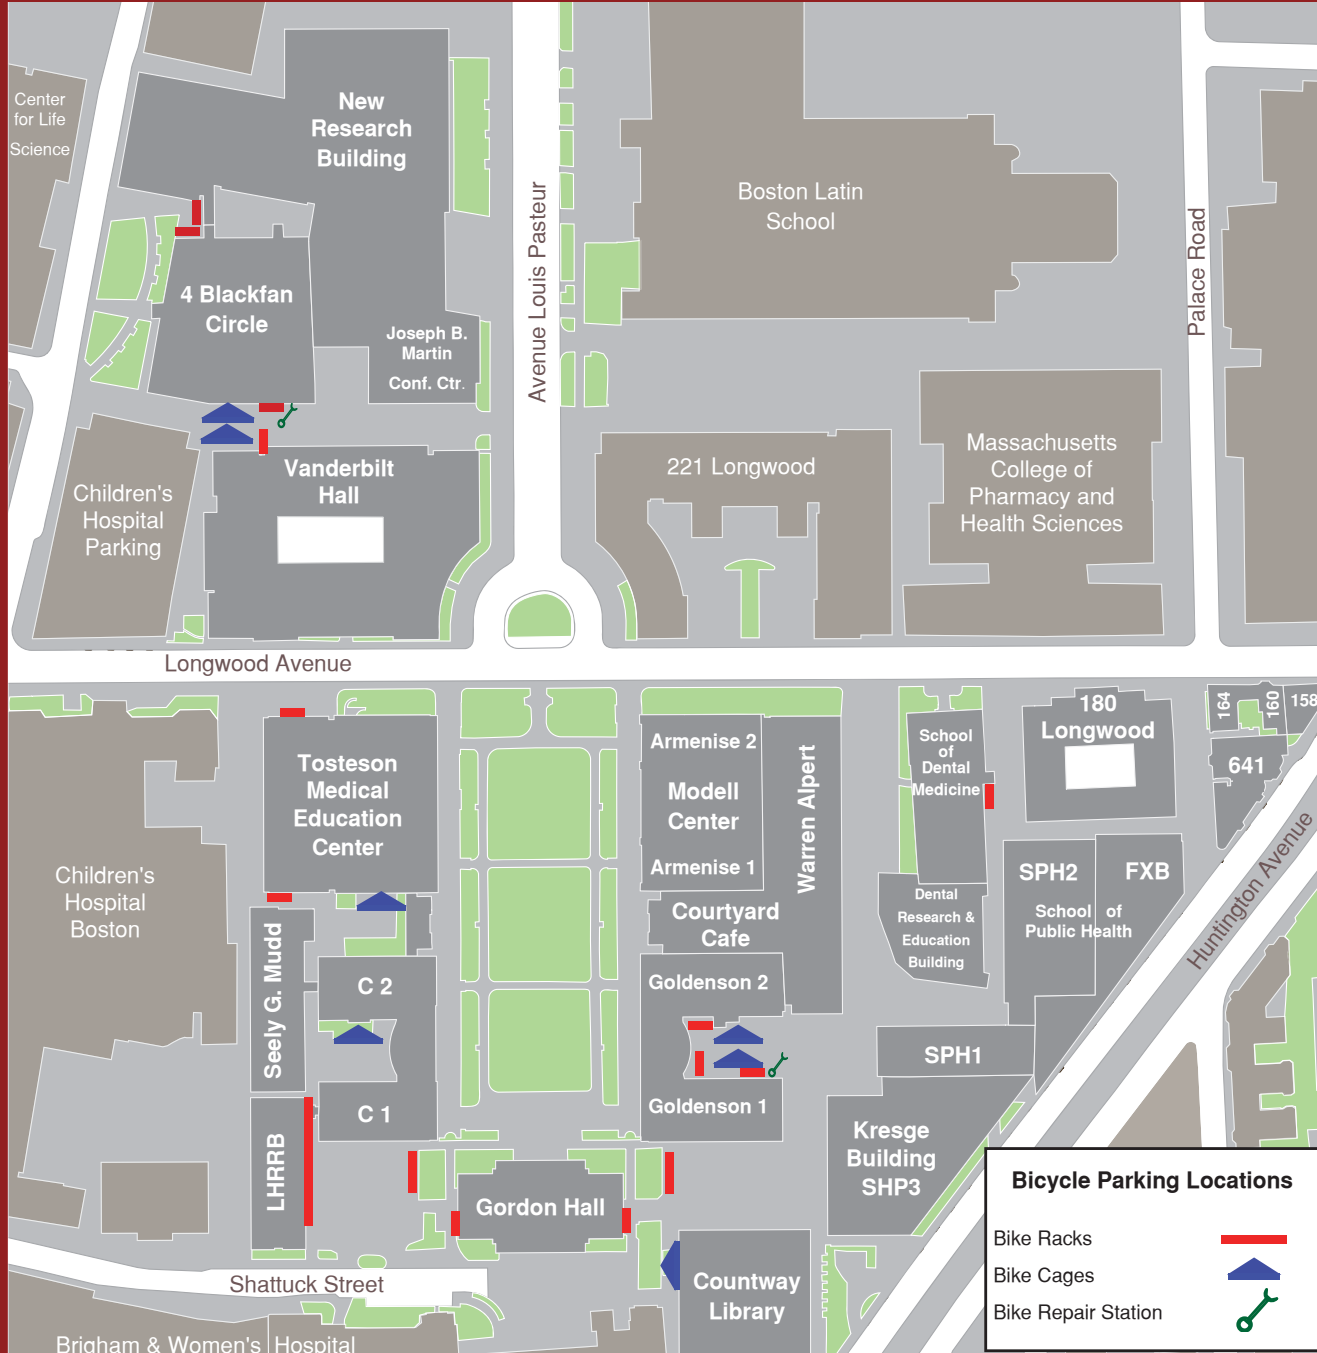 Center
for Life
Science
New
Research
Building
Avenue Louis Pasteur
Boston Latin
School
Palace Road
4 Blackfan
Circle
Joseph B.
Martin
Conf. Ctr.
Children's
Hospital
Parking
Vanderbilt
Hall
221 Longwood
Massachusetts
College of
Pharmacy and
Health Sciences
Longwood Avenue
Tosteson
Medical
Education
Center
Armenise 2
Modell
Center
Armenise 1
Warren Alpert
School
of
Dental
Medicine
180
Longwood
164
160
158
641
Huntington Avenue
Children's
Hospital
Boston
Courtyard
Cafe
Dental
Research &
Education
Building
SPH2
FXB
School of
Public Health
Seely G. Mudd
C 2
Goldenson 2
SPH1
C 1
Goldenson 1
LHRRB
Gordon Hall
Kresge
Building
SHP3
Shattuck Street
Countway
Library
Brigham & Women's Hospital
Bicycle Parking Locations
Bike Racks
Bike Cages
Bike Repair Station